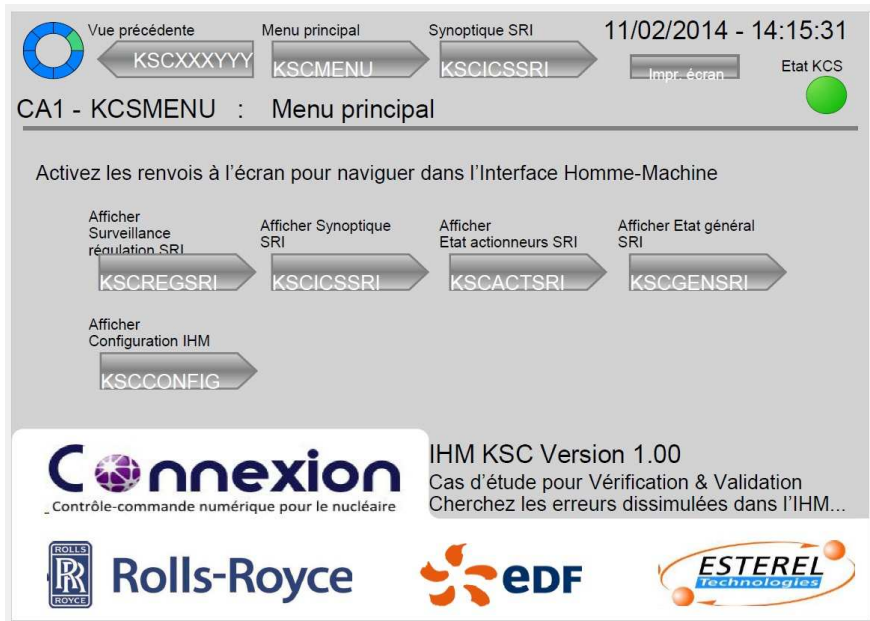 Vue précédente
KSCXXXYYY
Menu principal
KSCMENU
Synoptique SRI
KSCICSSRI
11/02/2014 - 14:15:31
Impr. écran
Etat KCS
CA1 - KCSMENU : Menu principal
Activez les renvois à l'écran pour naviguer dans l'Interface Homme-Machine
Afficher
Surveillance
régulation SRI
KSCREGSRI
Afficher Synoptique
SRI
KSCICSSRI
Afficher
Etat actionneurs SRI
KSCACTSRI
Afficher Etat général
SRI
KSCGENSRI
Afficher
Configuration IHM
KSCCONFIG
Connexion
Contrôle-commande numérique pour le nucléaire
IHM KSC Version 1.00
Cas d'étude pour Vérification & Validation
Cherchez les erreurs dissimulées dans l'IHM...
ROLLS
RR
ROYCE
Rolls-Royce
eDF
ESTEREL
Technologies